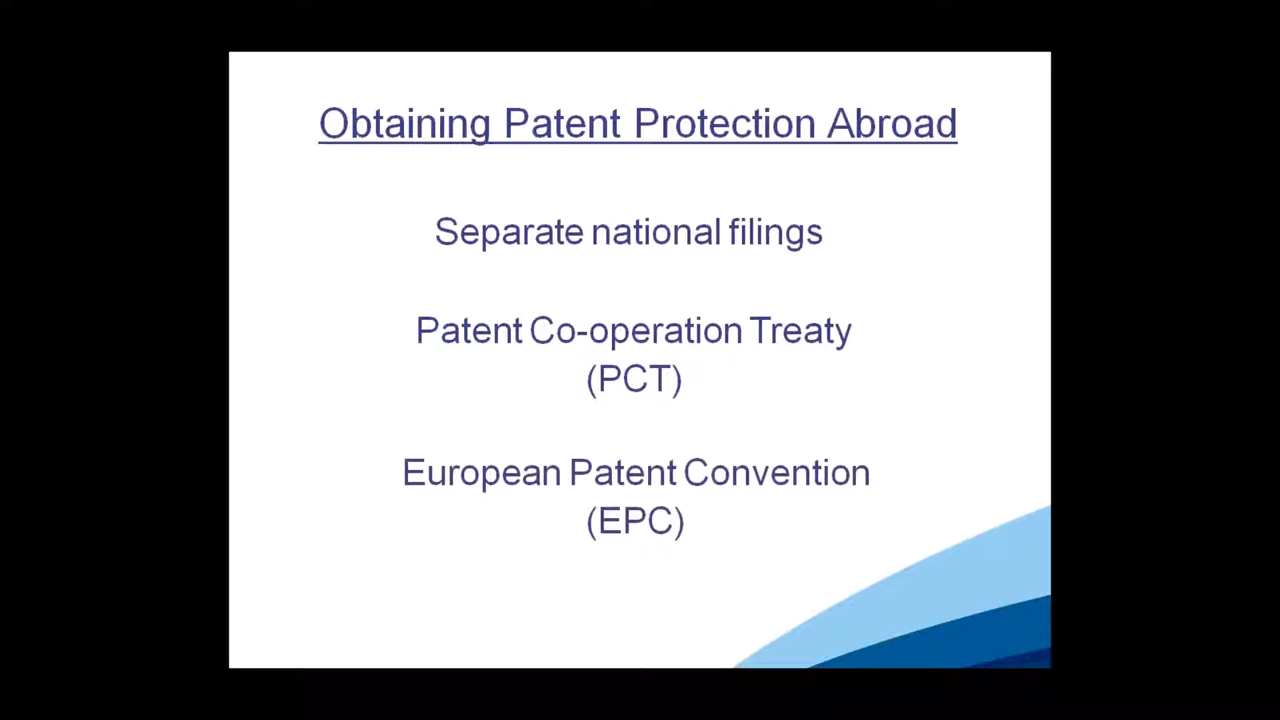 Obtaining Patent Protection Abroad
Separate national filings
Patent Co-operation Treaty
(PCT)
European Patent Convention
(EPC)